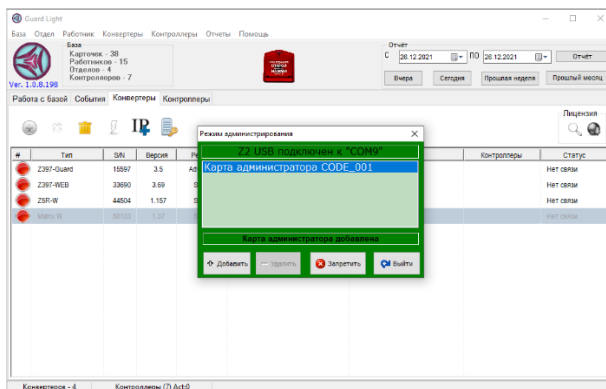 Guard Light
База Отдел Работник Конвертеры Контроллеры Отчеты Помощь
База
Карточек - 38
Работников - 15
Отделов - 4
Контроллеров - 7
Ver. 1.0.8.198
Отчёт
С 26.12.2021 ПО 26.12.2021 Отчёт
Вчера Сегодня Прошлая неделя Прошлый месяц
Работа с базой События Конвертеры Контроллеры
Лицензия
# Тип S/N Версия Контроллеры Статус
Z397-Guard 15597 3.5 Нет связи
Z397-WEB 33690 3.69 Нет связи
Z5R-W 44504 1.157 Нет связи
Matrix W Нет связи
Режим администрирования
Z2 USB подключен к "COM9"
Карта администратора CODE_001
Карта администратора добавлена
Добавить Удалить Запретить Выйти
Конвертеров - 4 Контроллеры (7) Act:0